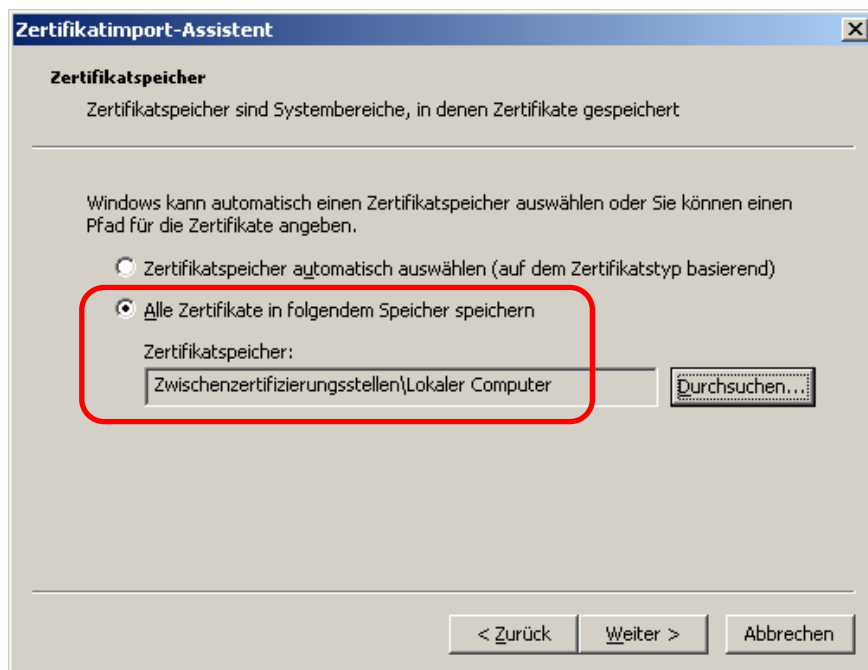 Zertifikatimport-Assistent
Zertifikatspeicher
Zertifikatspeicher sind Systembereiche, in denen Zertifikate gespeichert
Windows kann automatisch einen Zertifikatspeicher auswählen oder Sie können einen
Pfad für die Zertifikate angeben.
Zertifikatspeicher automatisch auswählen (auf dem Zertifikatstyp basierend)
Alle Zertifikate in folgendem Speicher speichern
Zertifikatspeicher:
Zwischenzertifizierungsstellen\Lokaler Computer
Durchsuchen...
< Zurück
Weiter >
Abbrechen